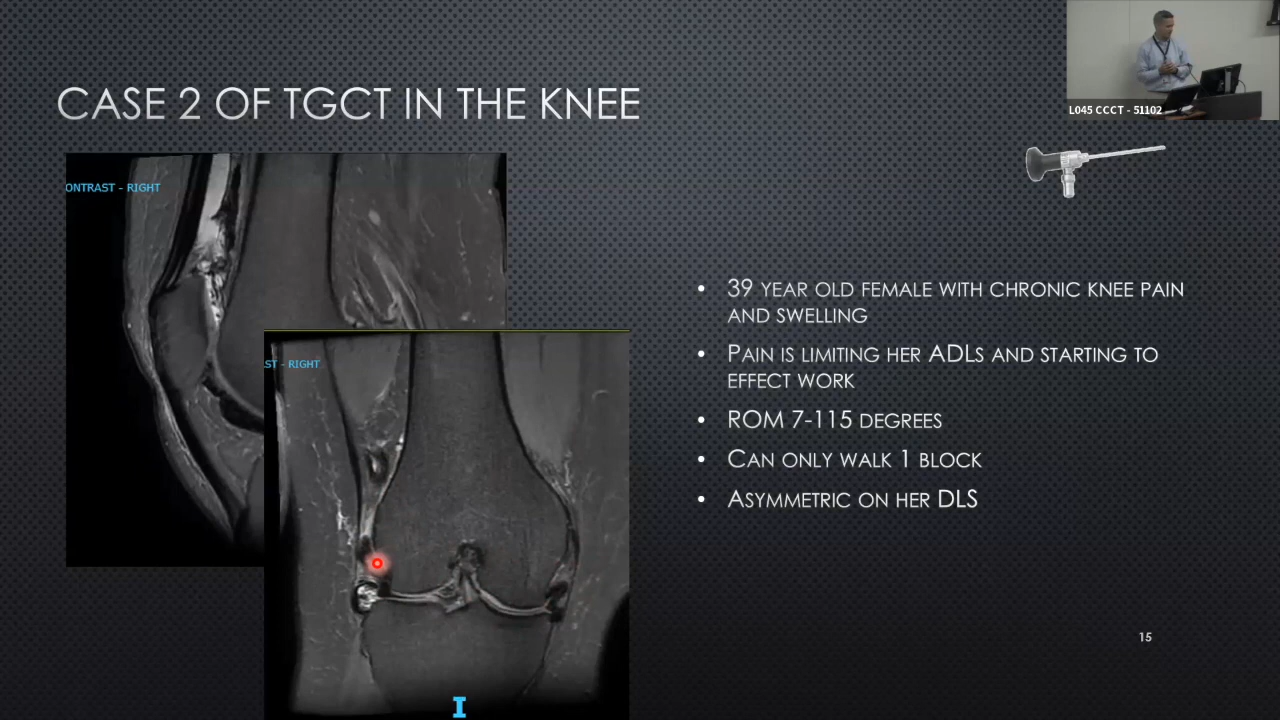 L045 CCCT - 51102
CASE 2 OF TGCT IN THE KNEE
ONTRAST - RIGHT
ST - RIGHT
I
• 39 YEAR OLD FEMALE WITH CHRONIC KNEE PAIN
AND SWELLING
• PAIN IS LIMITING HER ADLS AND STARTING TO
EFFECT WORK
• ROM 7-115 DEGREES
• CAN ONLY WALK 1 BLOCK
• ASYMMETRIC ON HER DLS
15